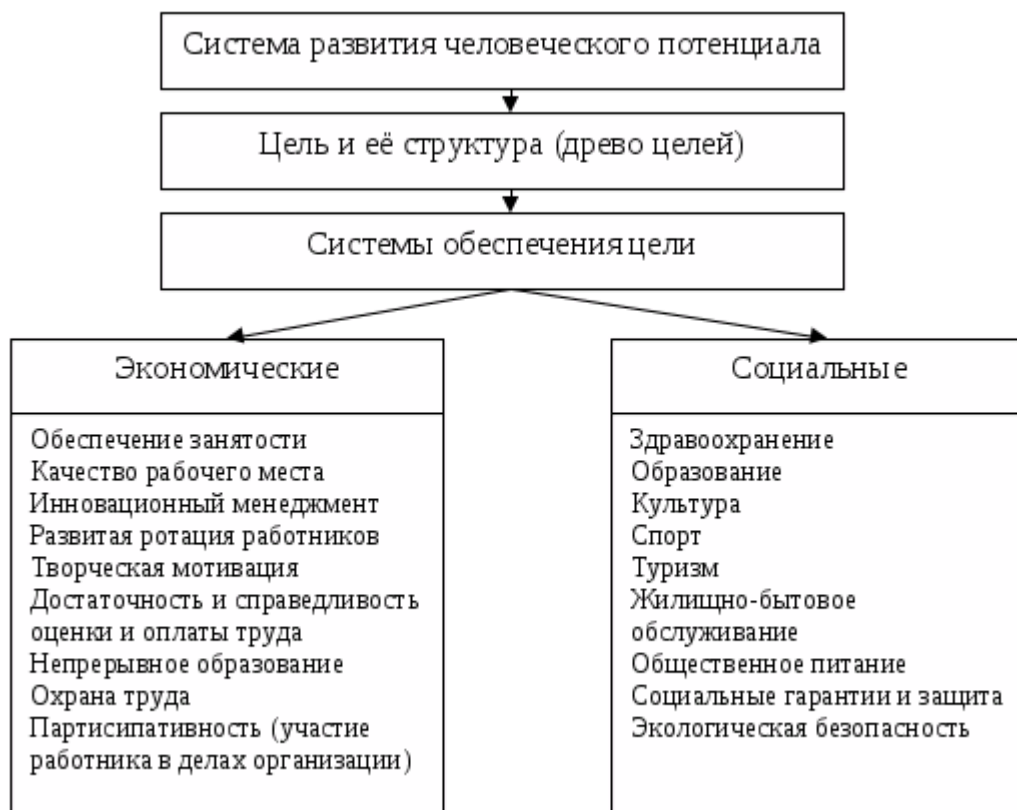 Система развития человеческого потенциала
Цель и её структура (древо целей)
Системы обеспечения цели
Экономические
Обеспечение занятости
Качество рабочего места
Инновационный менеджмент
Развитая ротация работников
Творческая мотивация
Достаточность и справедливость
оценки и оплаты труда
Непрерывное образование
Охрана труда
Партисипативность (участие
работника в делах организации)
Социальные
Здравоохранение
Образование
Культура
Спорт
Туризм
Жилищно-бытовое
обслуживание
Общественное питание
Социальные гарантии и защита
Экологическая безопасность